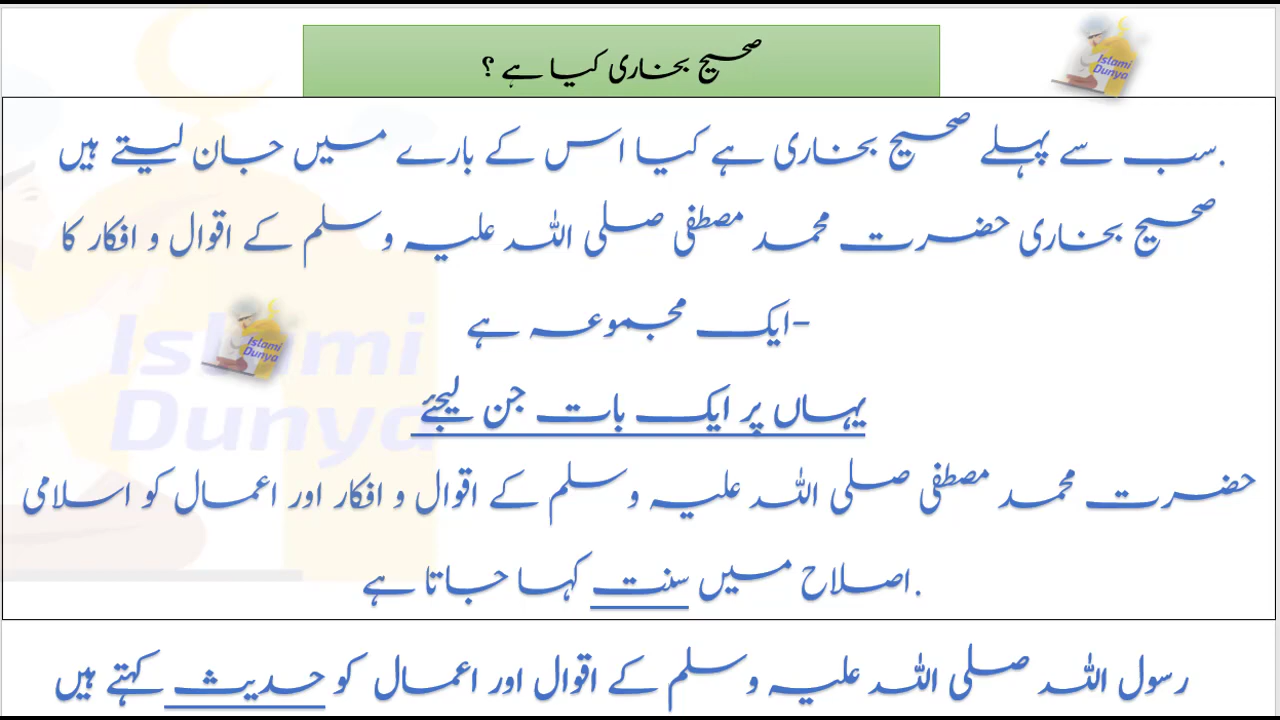 صحیح بخاری کیا ہے ؟
Islami
Dunya
سب سے پہلے صحیح بخاری ہے کیا اس کے بارے میں جان لیتے ہیں.
صحیح بخاری حضرت محمد مصطفی صلی اللہ علیہ وسلم کے اقوال و افکار کا
ایک مجموعہ ہے-
Islami
Dunya
Islami
Dunya
یہاں پر ایک بات جن لیجئے
حضرت محمد مصطفی صلی اللہ علیہ وسلم کے اقوال و افکار اور اعمال کو اسلامی
اصلاح میں سنت کہا جاتا ہے.
رسول اللہ صلی اللہ علیہ وسلم کے اقوال اور اعمال کو حدیث کہتے ہیں